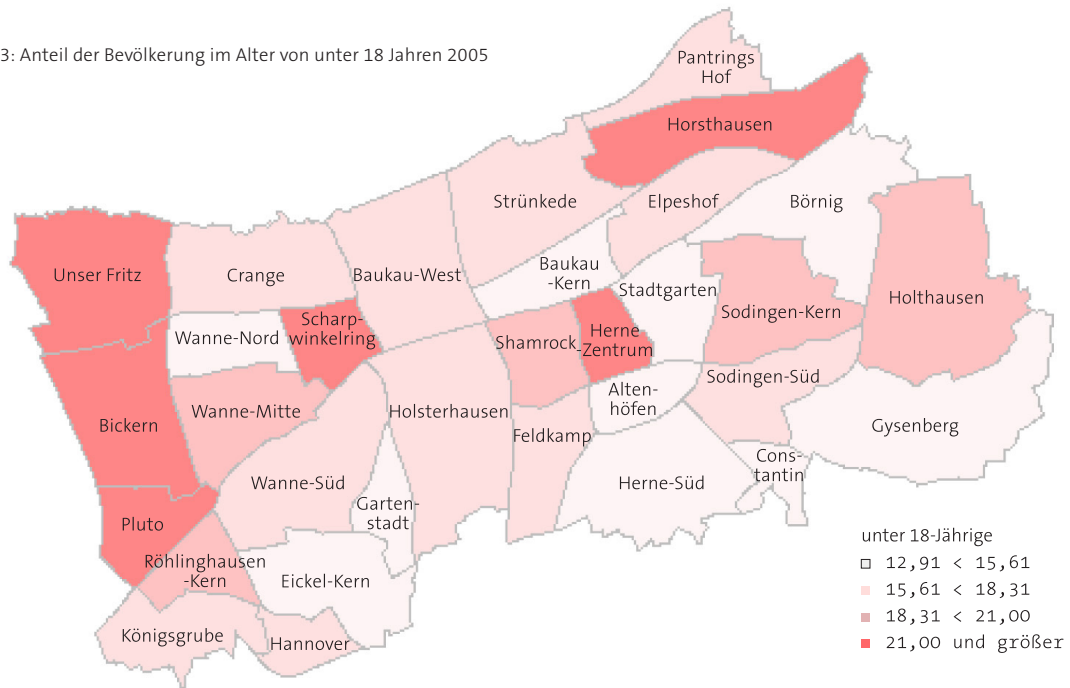 3: Anteil der Bevölkerung im Alter von unter 18 Jahren 2005
Pantrings
Hof
Horsthausen
Strünkede
Elpeshof
Börnig
Unser Fritz
Crange
Baukau-West
Baukau
-Kern
Stadtgarten
Sodingen-Kern
Holthausen
Wanne-Nord
Scharp-
winkelring
Shamrock
Herne
-Zentrum
Sodingen-Süd
Alten-
höfen
Wanne-Mitte
Holsterhausen
Bickern
Feldkamp
Gysenberg
Wanne-Süd
Herne-Süd
Cons-
tantin
Garten-
stadt
Pluto
Röhlinghausen
-Kern
Eickel-Kern
Königsgrube
Hannover
unter 18-Jährige
12,91 < 15,61
15,61 < 18,31
18,31 < 21,00
21,00 und größer